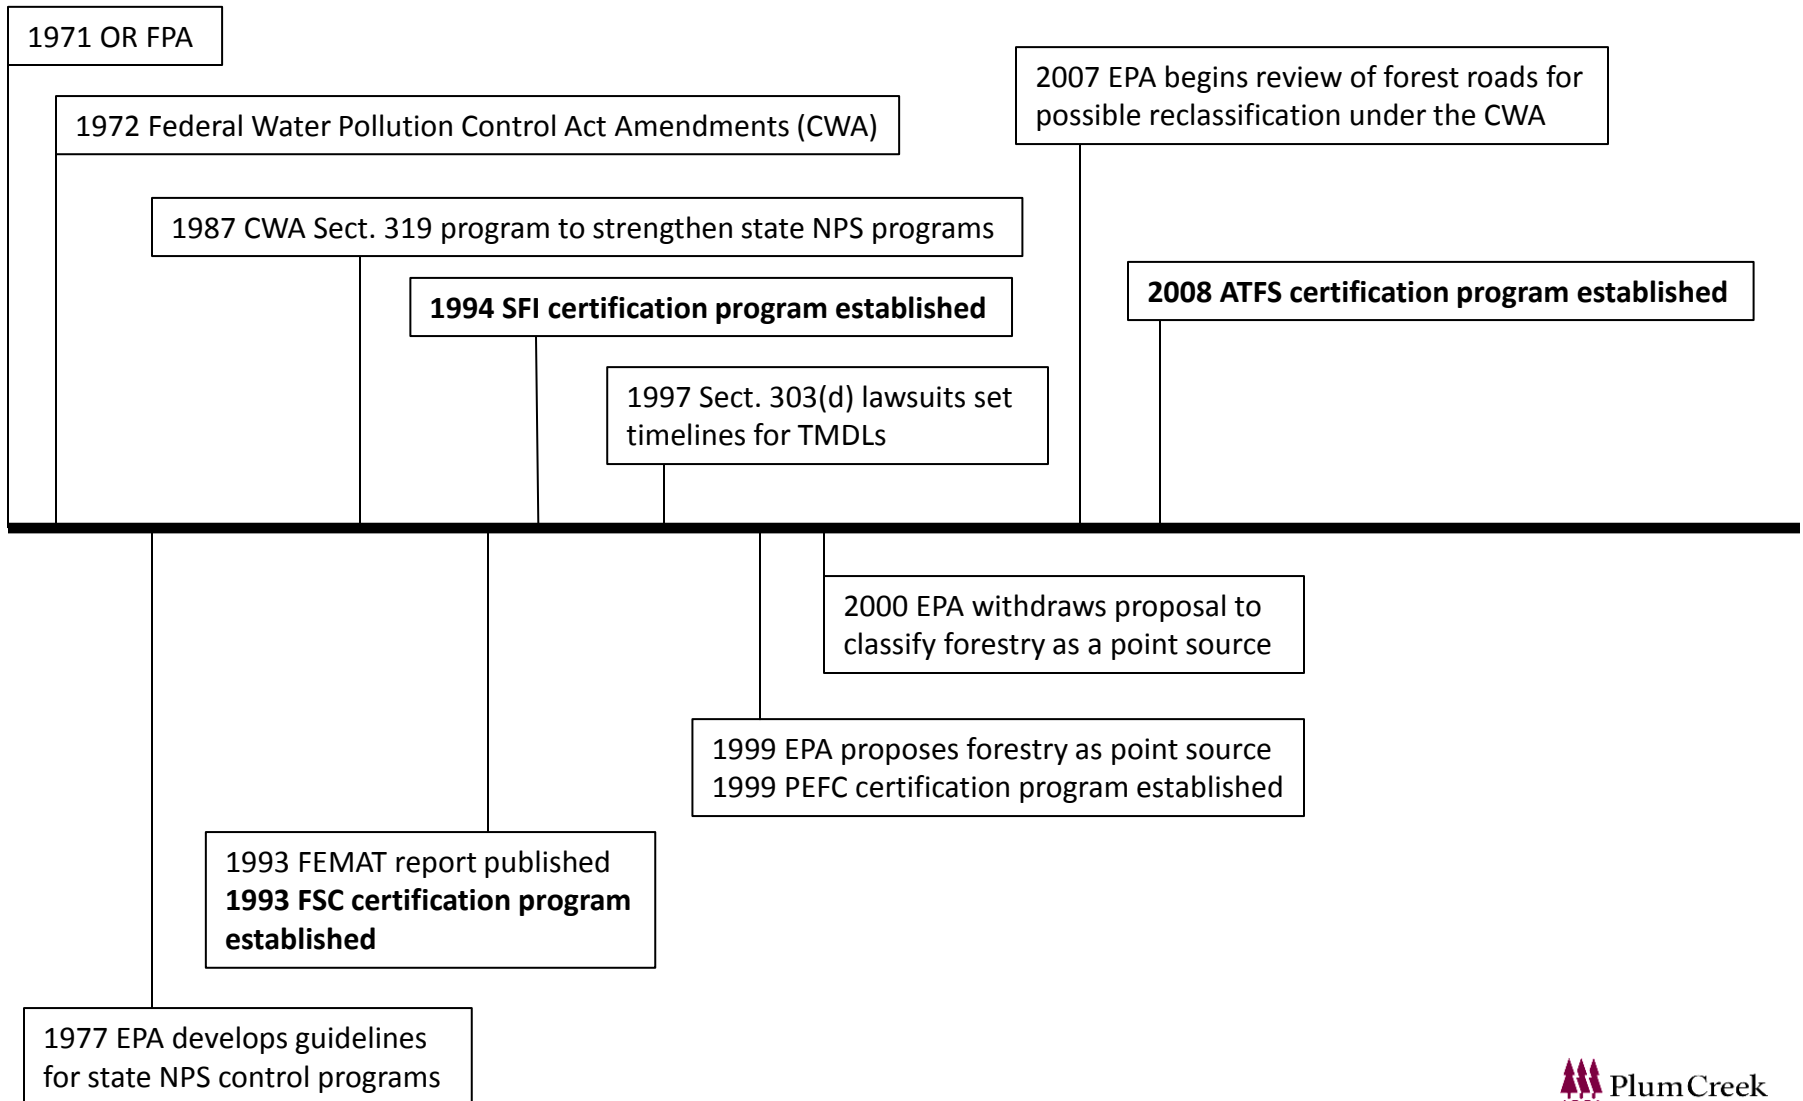 1971 OR FPA
1972 Federal Water Pollution Control Act Amendments (CWA)
2007 EPA begins review of forest roads for
possible reclassification under the CWA
1987 CWA Sect. 319 program to strengthen state NPS programs
1994 SFI certification program established
2008 ATFS certification program established
1997 Sect. 303(d) lawsuits set
timelines for TMDLs
2000 EPA withdraws proposal to
classify forestry as a point source
1999 EPA proposes forestry as point source
1999 PEFC certification program established
1993 FEMAT report published
1993 FSC certification program
established
1977 EPA develops guidelines
for state NPS control programs
Plum Creek